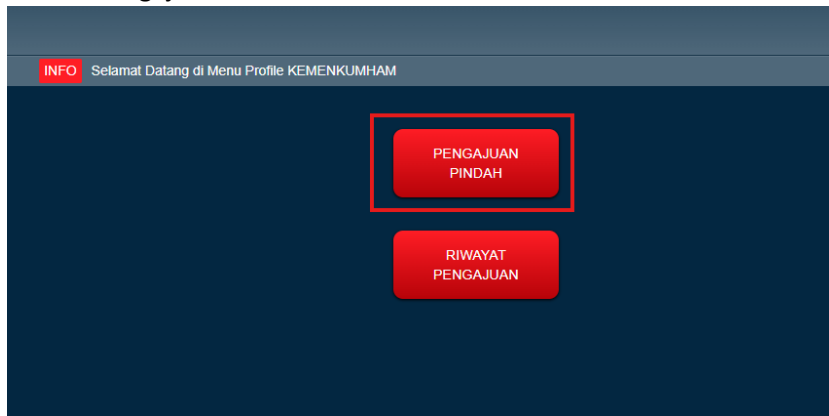 INFO Selamat Datang di Menu Profile KEMENKUMHAM
PENGAJUAN
PINDAH
RIWAYAT
PENGAJUAN